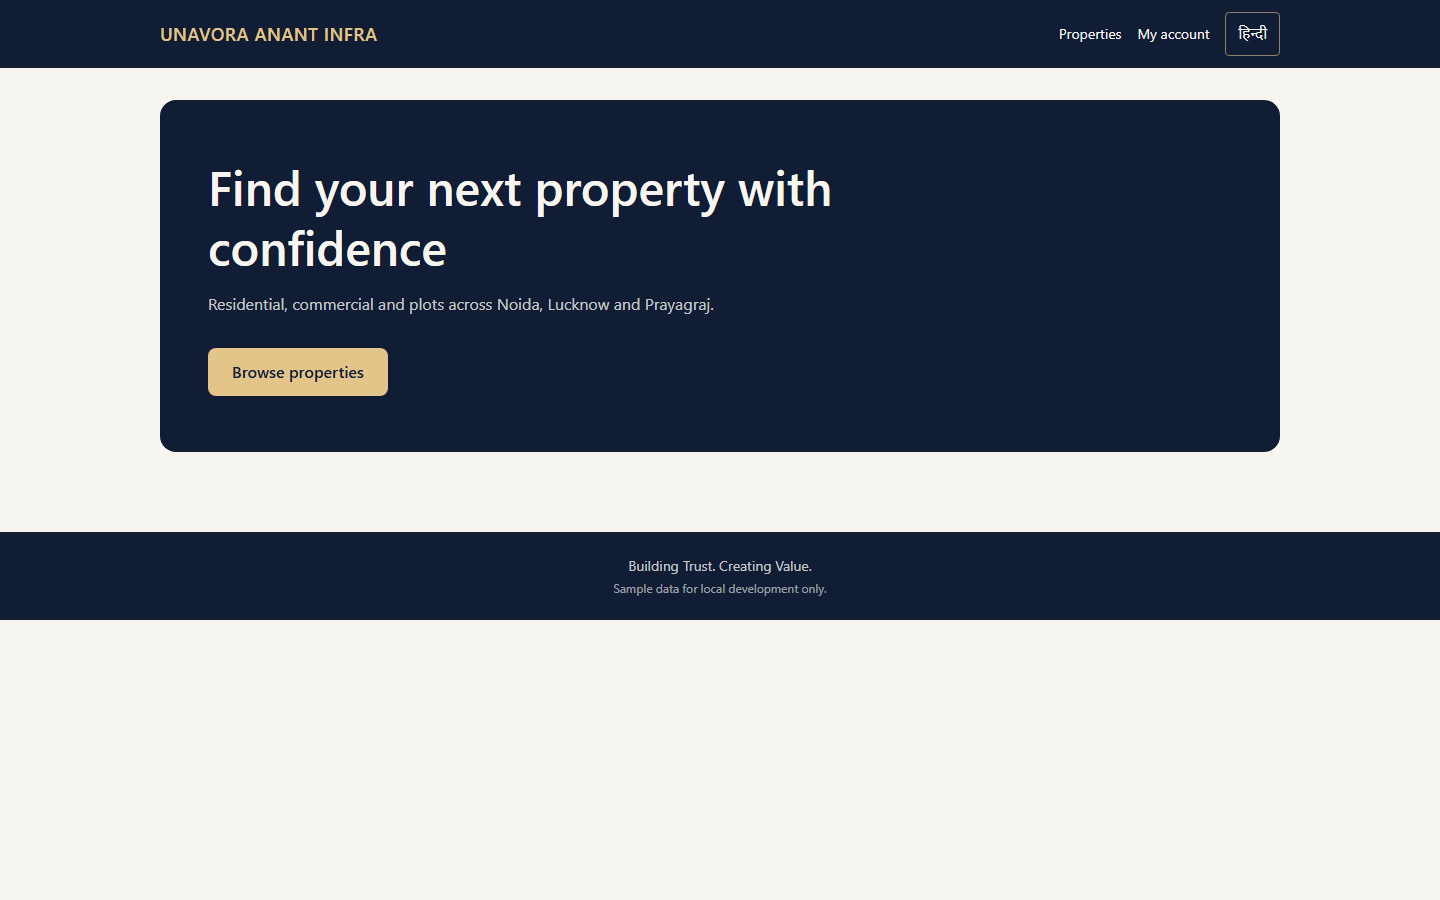 UNAVORA ANANT INFRA
Properties
My account
हिन्दी
Find your next property with
confidence
Residential, commercial and plots across Noida, Lucknow and Prayagraj.
Browse properties
Building Trust. Creating Value.
Sample data for local development only.